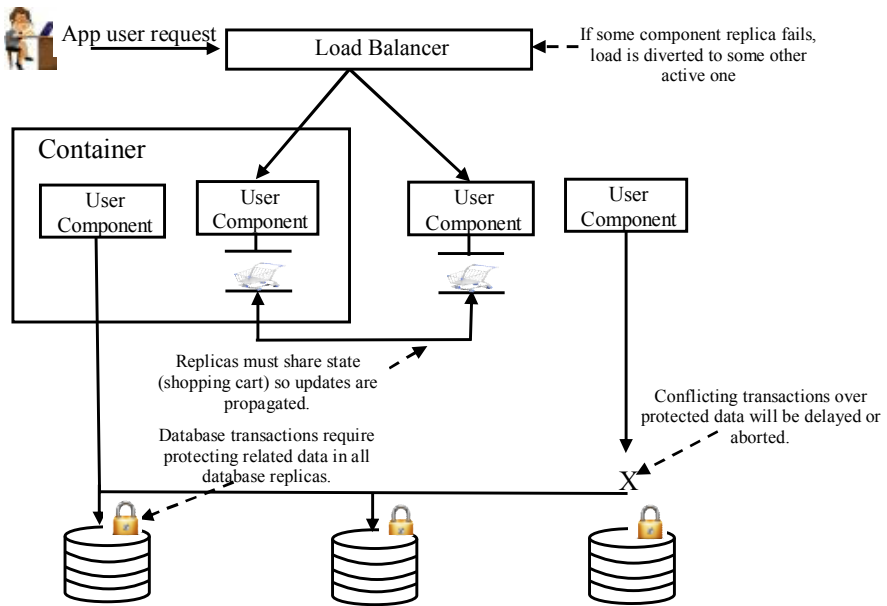 App user request
Load Balancer
If some component replica fails,
load is diverted to some other
active one
Container
User
Component
User
Component
User
Component
User
Component
Replicas must share state
(shopping cart) so updates are
propagated.
Conflicting transactions over
protected data will be delayed or
aborted.
Database transactions require
protecting related data in all
database replicas.
X